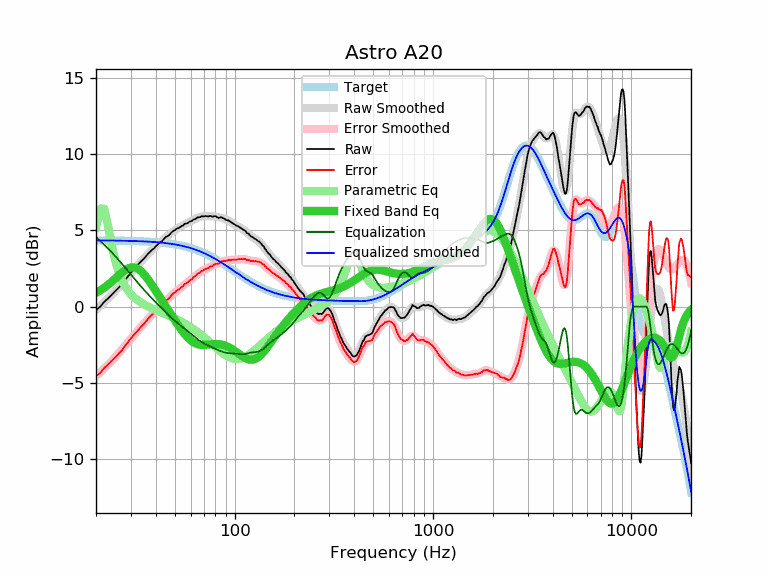 Astro A20
15
10
5
0
−5
−10
Amplitude (dBr)
Target
Raw Smoothed
Error Smoothed
Raw
Error
Parametric Eq
Fixed Band Eq
Equalization
Equalized smoothed
100
1000
10000
Frequency (Hz)